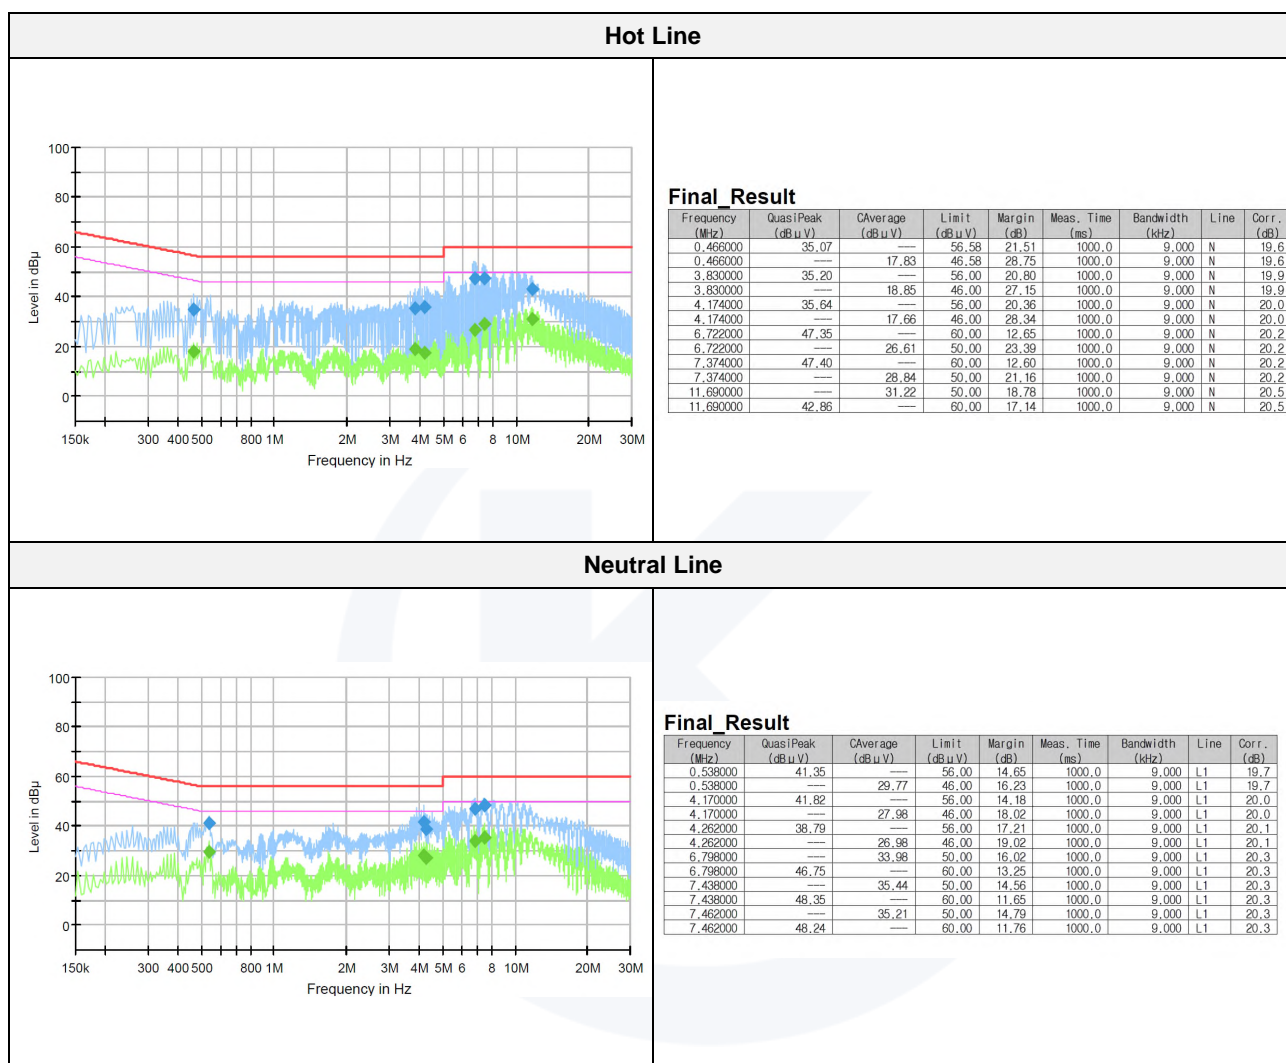 Hot Line
100
80
60
40
20
0
Level in dBµ
150k 300 400 500 800 1M 2M 3M 4M 5M 6 8 10M 20M 30M
Frequency in Hz
Final_Result
Frequency (MHz) QuasiPeak (dBµV) CAverage (dBµV) Limit (dBµV) Margin (dB) Meas. Time (ms) Bandwidth (kHz) Line Corr. (dB)
0.466000 35.07 --- 56.58 21.51 1000.0 9.000 N 19.6
0.466000 --- 17.83 46.58 28.75 1000.0 9.000 N 19.6
3.830000 35.20 --- 56.00 20.80 1000.0 9.000 N 19.9
3.830000 --- 18.85 46.00 27.15 1000.0 9.000 N 19.9
4.174000 35.64 --- 56.00 20.36 1000.0 9.000 N 20.0
4.174000 --- 17.66 46.00 28.34 1000.0 9.000 N 20.0
6.722000 47.35 --- 60.00 12.65 1000.0 9.000 N 20.2
6.722000 --- 26.61 50.00 23.39 1000.0 9.000 N 20.2
7.374000 47.40 --- 60.00 12.60 1000.0 9.000 N 20.2
7.374000 --- 28.84 50.00 21.16 1000.0 9.000 N 20.2
11.690000 --- 31.22 50.00 18.78 1000.0 9.000 N 20.5
11.690000 42.86 --- 60.00 17.14 1000.0 9.000 N 20.5
Neutral Line
100
80
60
40
20
0
Level in dBµ
150k 300 400 500 800 1M 2M 3M 4M 5M 6 8 10M 20M 30M
Frequency in Hz
Final_Result
Frequency (MHz) QuasiPeak (dBµV) CAverage (dBµV) Limit (dBµV) Margin (dB) Meas. Time (ms) Bandwidth (kHz) Line Corr. (dB)
0.538000 41.35 --- 56.00 14.65 1000.0 9.000 L1 19.7
0.538000 --- 29.77 46.00 16.23 1000.0 9.000 L1 19.7
4.170000 41.82 --- 56.00 14.18 1000.0 9.000 L1 20.0
4.170000 --- 27.98 46.00 18.02 1000.0 9.000 L1 20.0
4.262000 38.79 --- 56.00 17.21 1000.0 9.000 L1 20.1
4.262000 --- 26.98 46.00 19.02 1000.0 9.000 L1 20.1
6.798000 --- 33.98 50.00 16.02 1000.0 9.000 L1 20.3
6.798000 46.75 --- 60.00 13.25 1000.0 9.000 L1 20.3
7.438000 --- 35.44 50.00 14.56 1000.0 9.000 L1 20.3
7.438000 48.35 --- 60.00 11.65 1000.0 9.000 L1 20.3
7.462000 --- 35.21 50.00 14.79 1000.0 9.000 L1 20.3
7.462000 48.24 --- 60.00 11.76 1000.0 9.000 L1 20.3